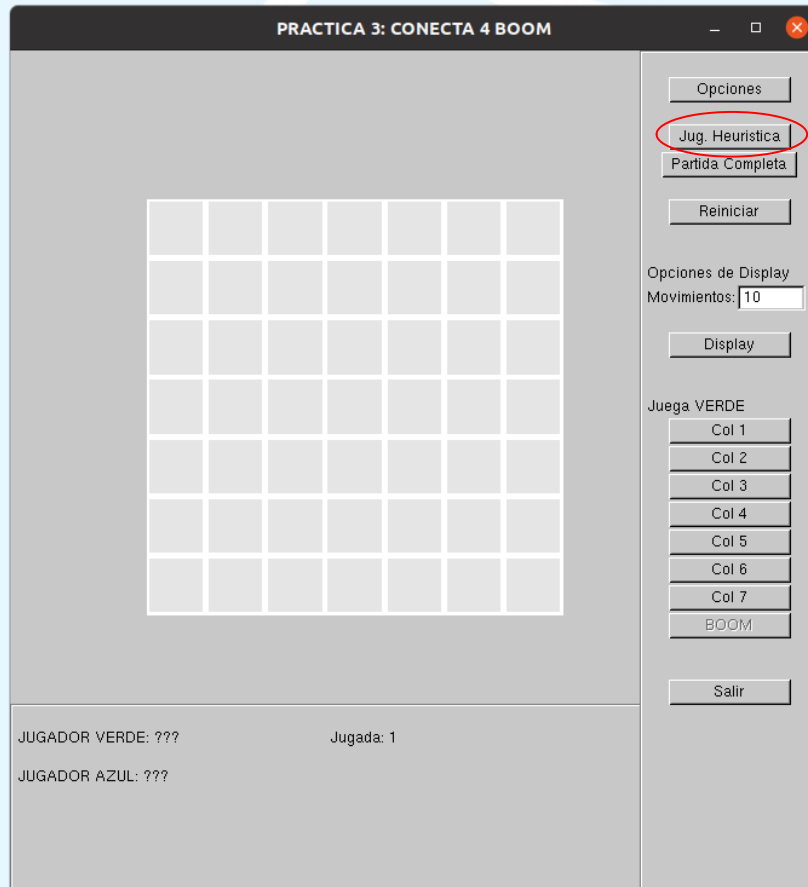 PRACTICA 3: CONECTA 4 BOOM
Opciones
Jug. Heuristica
Partida Completa
Reiniciar
Opciones de Display
Movimientos: 10
Display
Juega VERDE
Col 1
Col 2
Col 3
Col 4
Col 5
Col 6
Col 7
BOOM
Salir
JUGADOR VERDE: ??? Jugada: 1
JUGADOR AZUL: ???